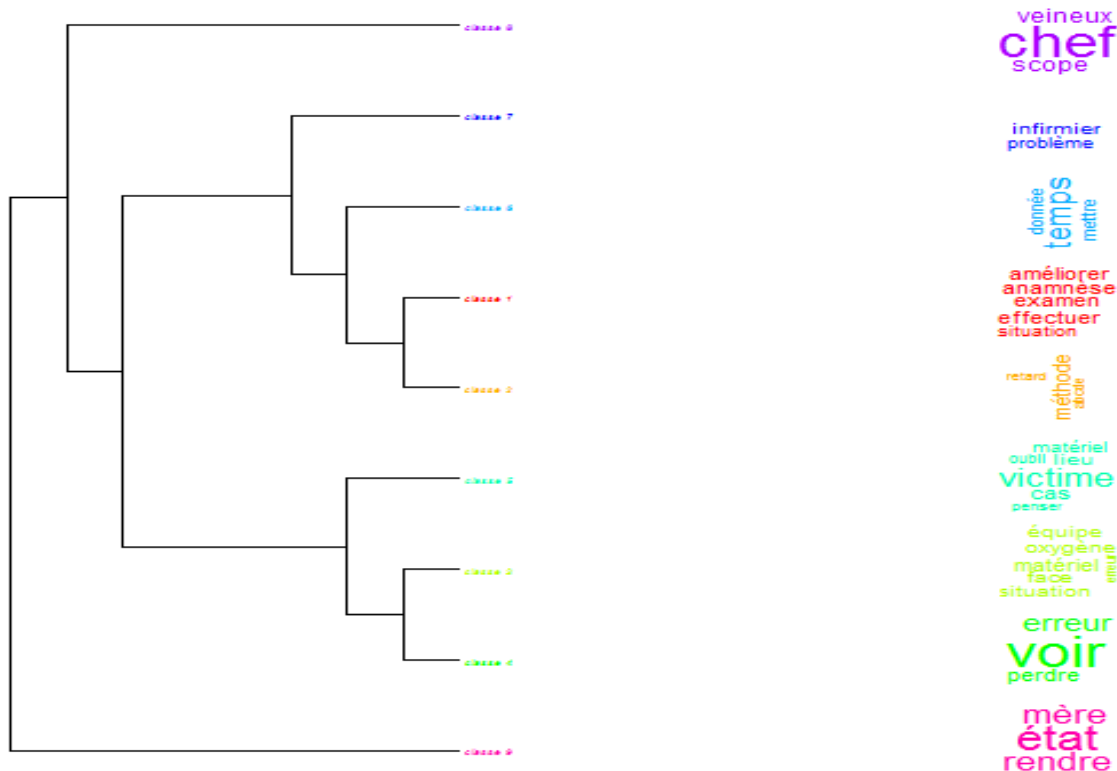 classe 8
veineux
chef
scope
classe 7
infirmier
problème
classe 6
donnée
temps
mettre
classe 1
améliorer
anamnèse
examen
effectuer
situation
classe 2
retard
méthode
abcde
classe 5
matériel
oubli lieu
victime
cas
penser
classe 3
équipe
oxygène
matériel
face
situation
classe 4
erreur
voir
perdre
classe 9
mère
état
rendre